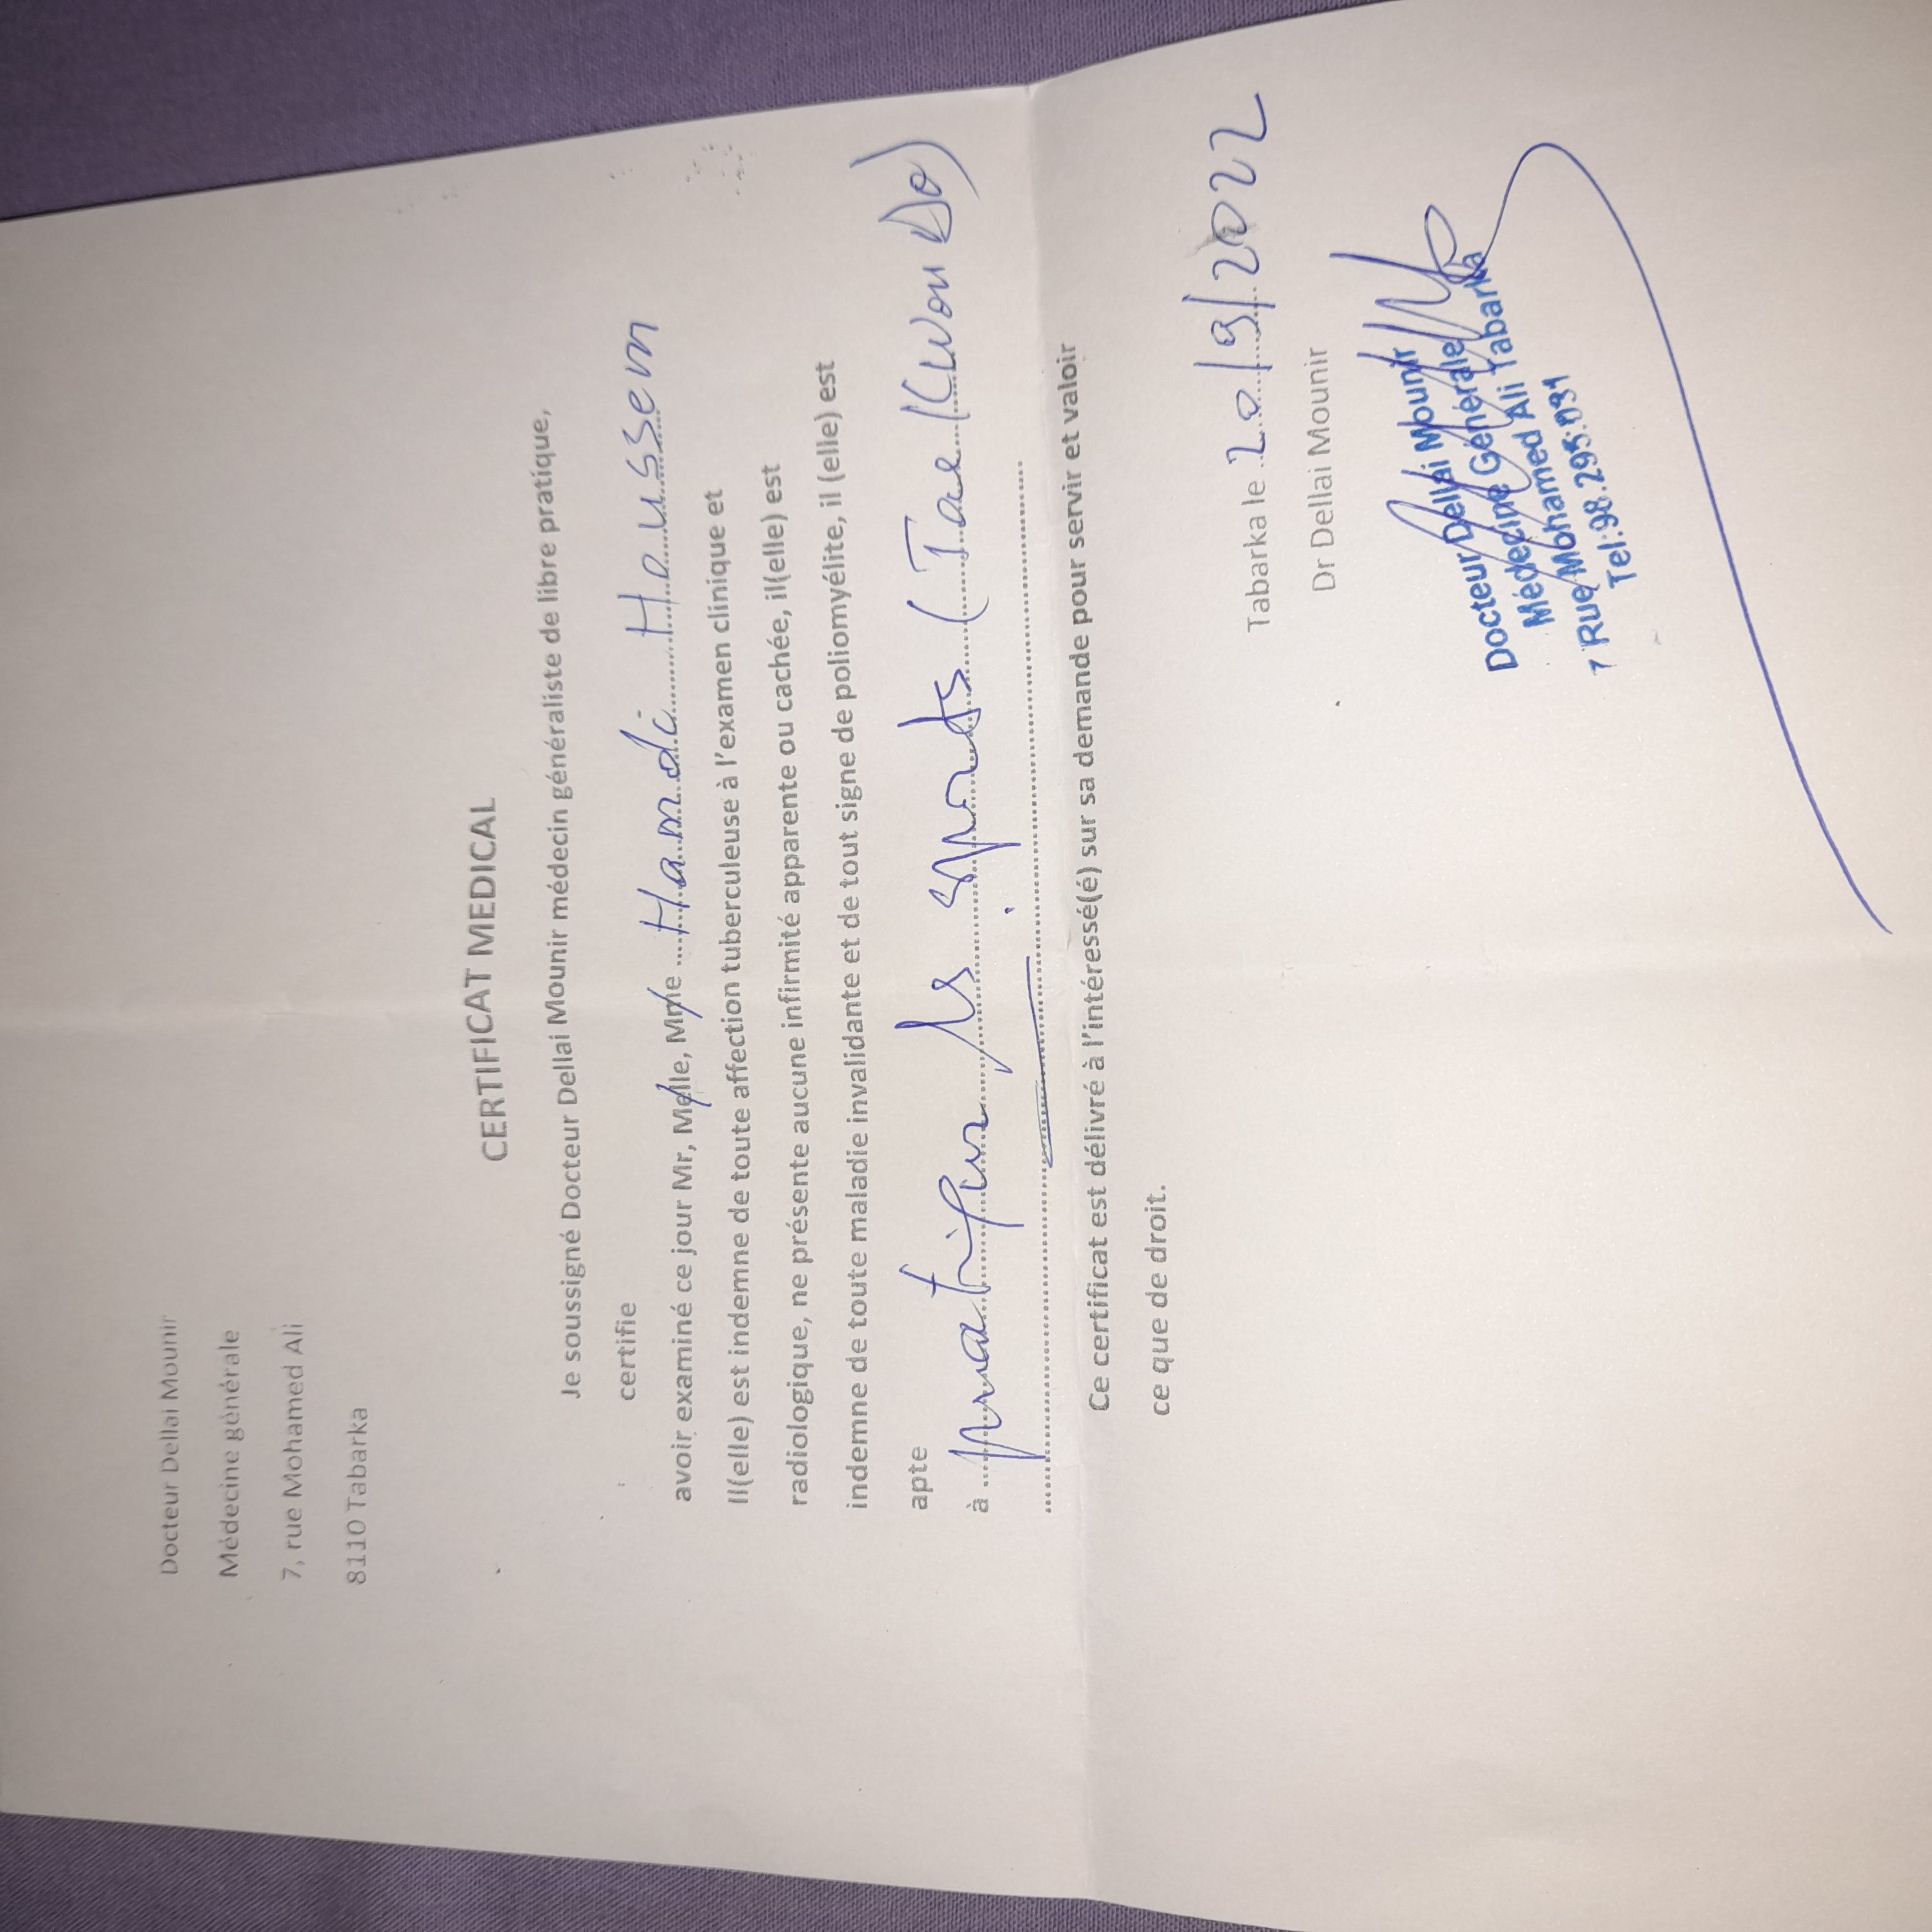 Docteur Dellai Mounir
Médecine générale
7, rue Mohamed Ali
8110 Tabarka
CERTIFICAT MEDICAL
Je soussigné Docteur Dellai Mounir médecin généraliste de libre pratique,
certifie
avoir examiné ce jour Mr, Melle, Mme Hamdi Houssem
Il(elle) est indemne de toute affection tuberculeuse à l'examen clinique et
radiologique, ne présente aucune infirmité apparente ou cachée, il(elle) est
indemne de toute maladie invalidante et de tout signe de poliomyélite, il (elle) est
apte
à pratiquer les sports (Tae Kwon Do)
Ce certificat est délivré à l'intéressé(é) sur sa demande pour servir et valoir
ce que de droit.
Tabarka le 20/9/2022
Dr Dellai Mounir
Docteur Dellai Mounir
Médecine Générale
7 Rue Mohamed Ali Tabarka
Tel:98.295.